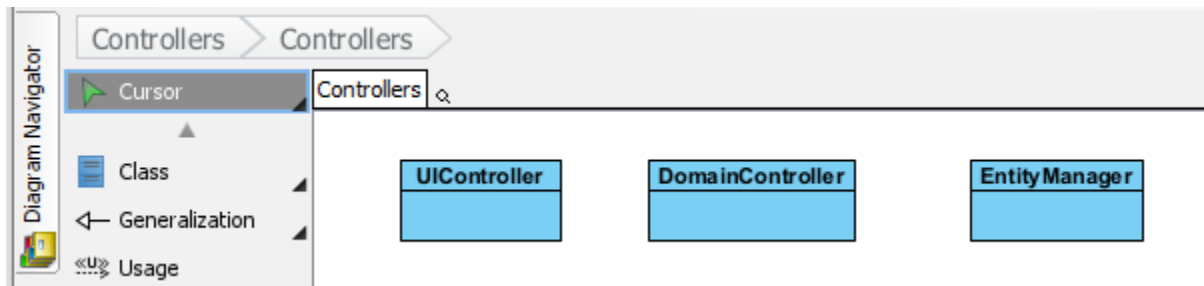 Controllers Controllers
Diagram Navigator
Cursor
Controllers
Class
Generalization
«U» Usage
UIController DomainController EntityManager